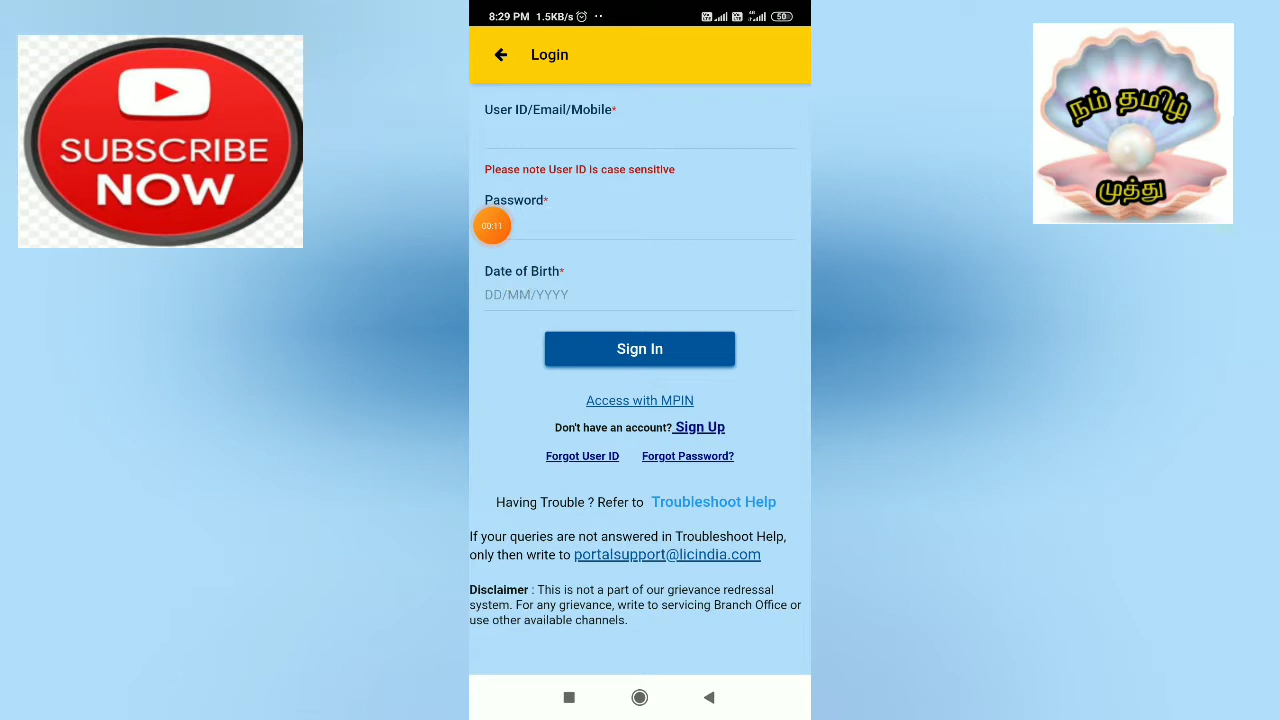 8:29 PM 1.5KB/s
50
Login
User ID/Email/Mobile*
Please note User ID is case sensitive
Password*
00:11
Date of Birth*
DD/MM/YYYY
Sign In
Access with MPIN
Don't have an account? Sign Up
Forgot User ID Forgot Password?
Having Trouble ? Refer to Troubleshoot Help
If your queries are not answered in Troubleshoot Help,
only then write to portalsupport@licindia.com
Disclaimer : This is not a part of our grievance redressal
system. For any grievance, write to servicing Branch Office or
use other available channels.
SUBSCRIBE
NOW
நம் தமிழ்
முத்து